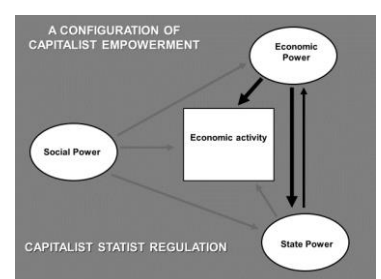 A CONFIGURATION OF
CAPITALIST EMPOWERMENT
Economic
Power
Economic activity
Social Power
State Power
CAPITALIST STATIST REGULATION